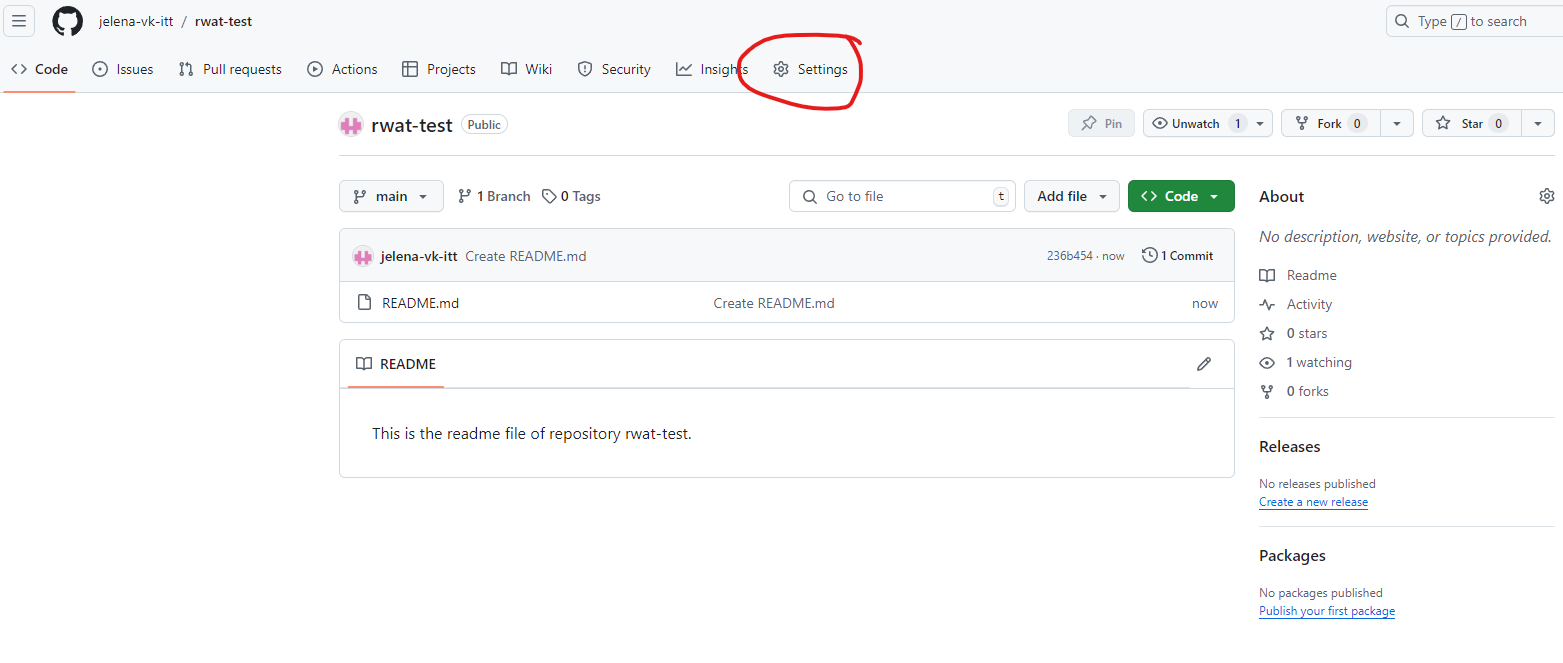 jelena-vk-itt / rwat-test
Type / to search
Code Issues Pull requests Actions Projects Wiki Security Insights Settings
rwat-test Public
Pin Unwatch 1 Fork 0 Star 0
main 1 Branch 0 Tags Go to file t Add file Code
jelena-vk-itt Create README.md 236b454 · now 1 Commit
README.md Create README.md now
README
This is the readme file of repository rwat-test.
About
No description, website, or topics provided.
Readme
Activity
0 stars
1 watching
0 forks
Releases
No releases published
Create a new release
Packages
No packages published
Publish your first package